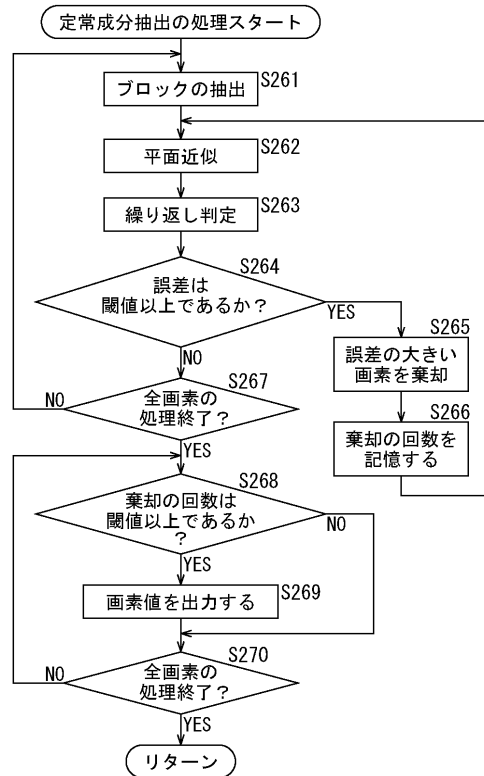 定常成分抽出の処理スタート
ブロックの抽出
S261
平面近似
S262
繰り返し判定
S263
誤差は
閾値以上であるか？
S264
YES
NO
誤差の大きい
画素を棄却
S265
棄却の回数を
記憶する
S266
全画素の
処理終了？
S267
NO
YES
棄却の回数は
閾値以上であるか
？
S268
NO
YES
画素値を出力する
S269
全画素の
処理終了？
S270
NO
YES
リターン